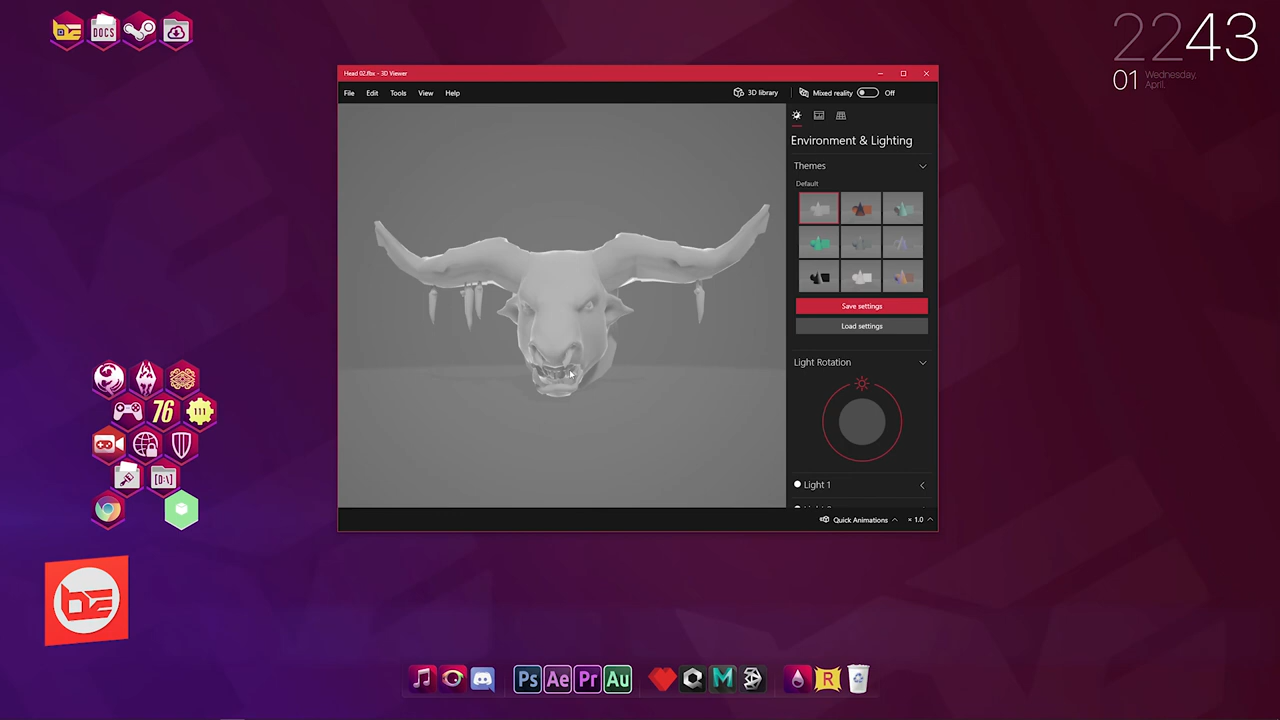 DOCS
2243
01 Wednesday,
April.
Head 02.fbx - 3D Viewer
File Edit Tools View Help 3D library Mixed reality Off
Environment & Lighting
Themes
Default
Save settings
Load settings
Light Rotation
Light 1
Quick Animations × 1.0
76
[D:\]
Ps Ae Pr Au M R